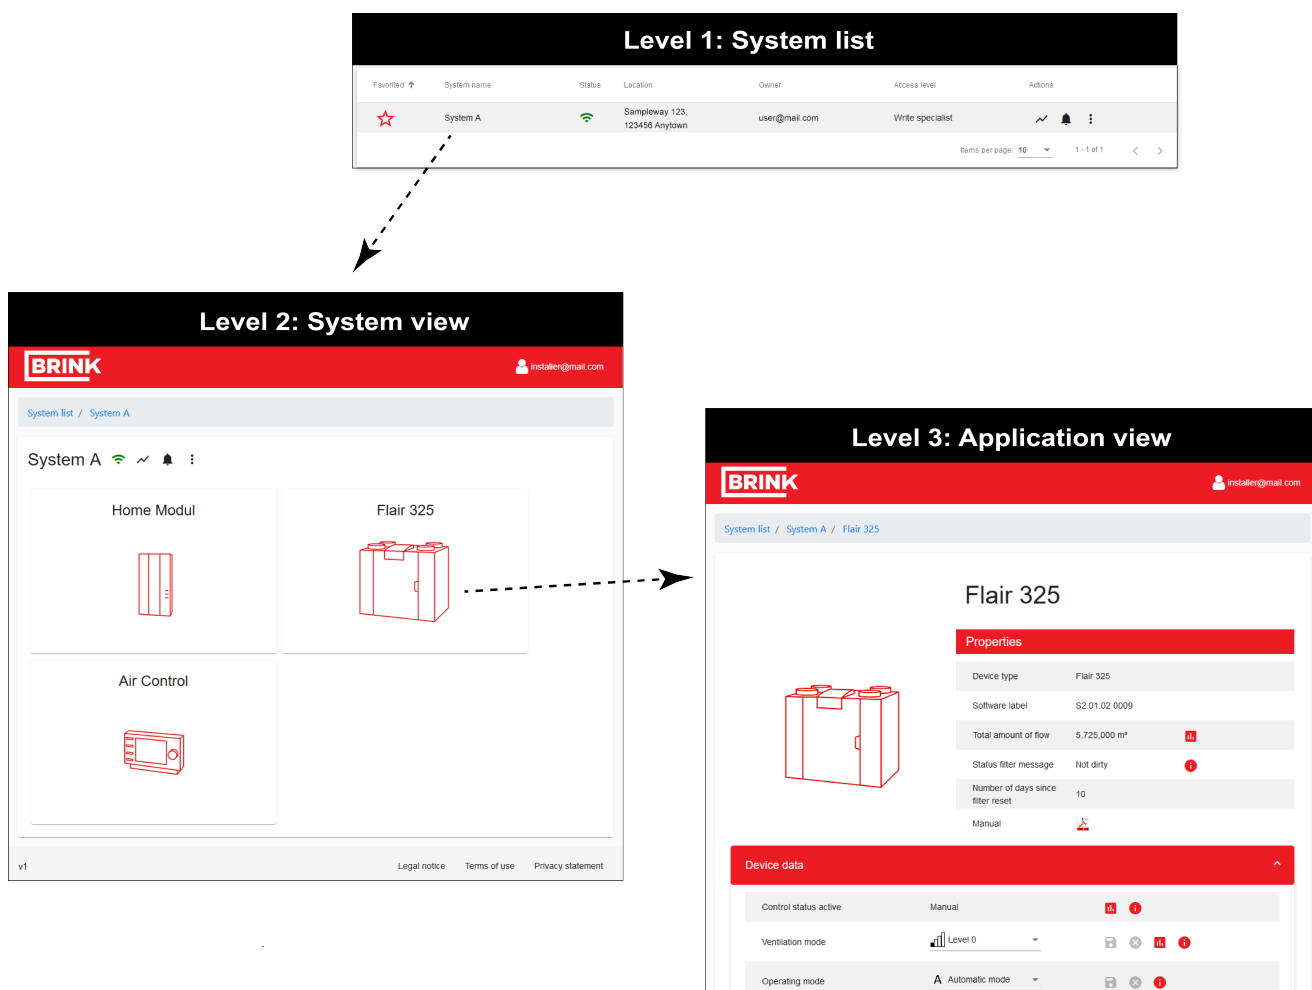 Level 1: System list
Favorited System name Status Location Owner Access level Actions
System A Sampleway 123, user@mail.com Write specialist
123456 Anytown
Items per page: 10 1 - 1 of 1
Level 2: System view
BRINK installer@mail.com
System list / System A
System A
Home Modul Flair 325
Air Control
v1 Legal notice Terms of use Privacy statement
Level 3: Application view
BRINK installer@mail.com
System list / System A / Flair 325
Flair 325
Properties
Device type Flair 325
Software label S2.01.02 0009
Total amount of flow 5,725,000 m³
Status filter message Not dirty
Number of days since
filter reset 10
Manual
Device data
Control status active Manual
Ventilation mode Level 0
Operating mode A Automatic mode